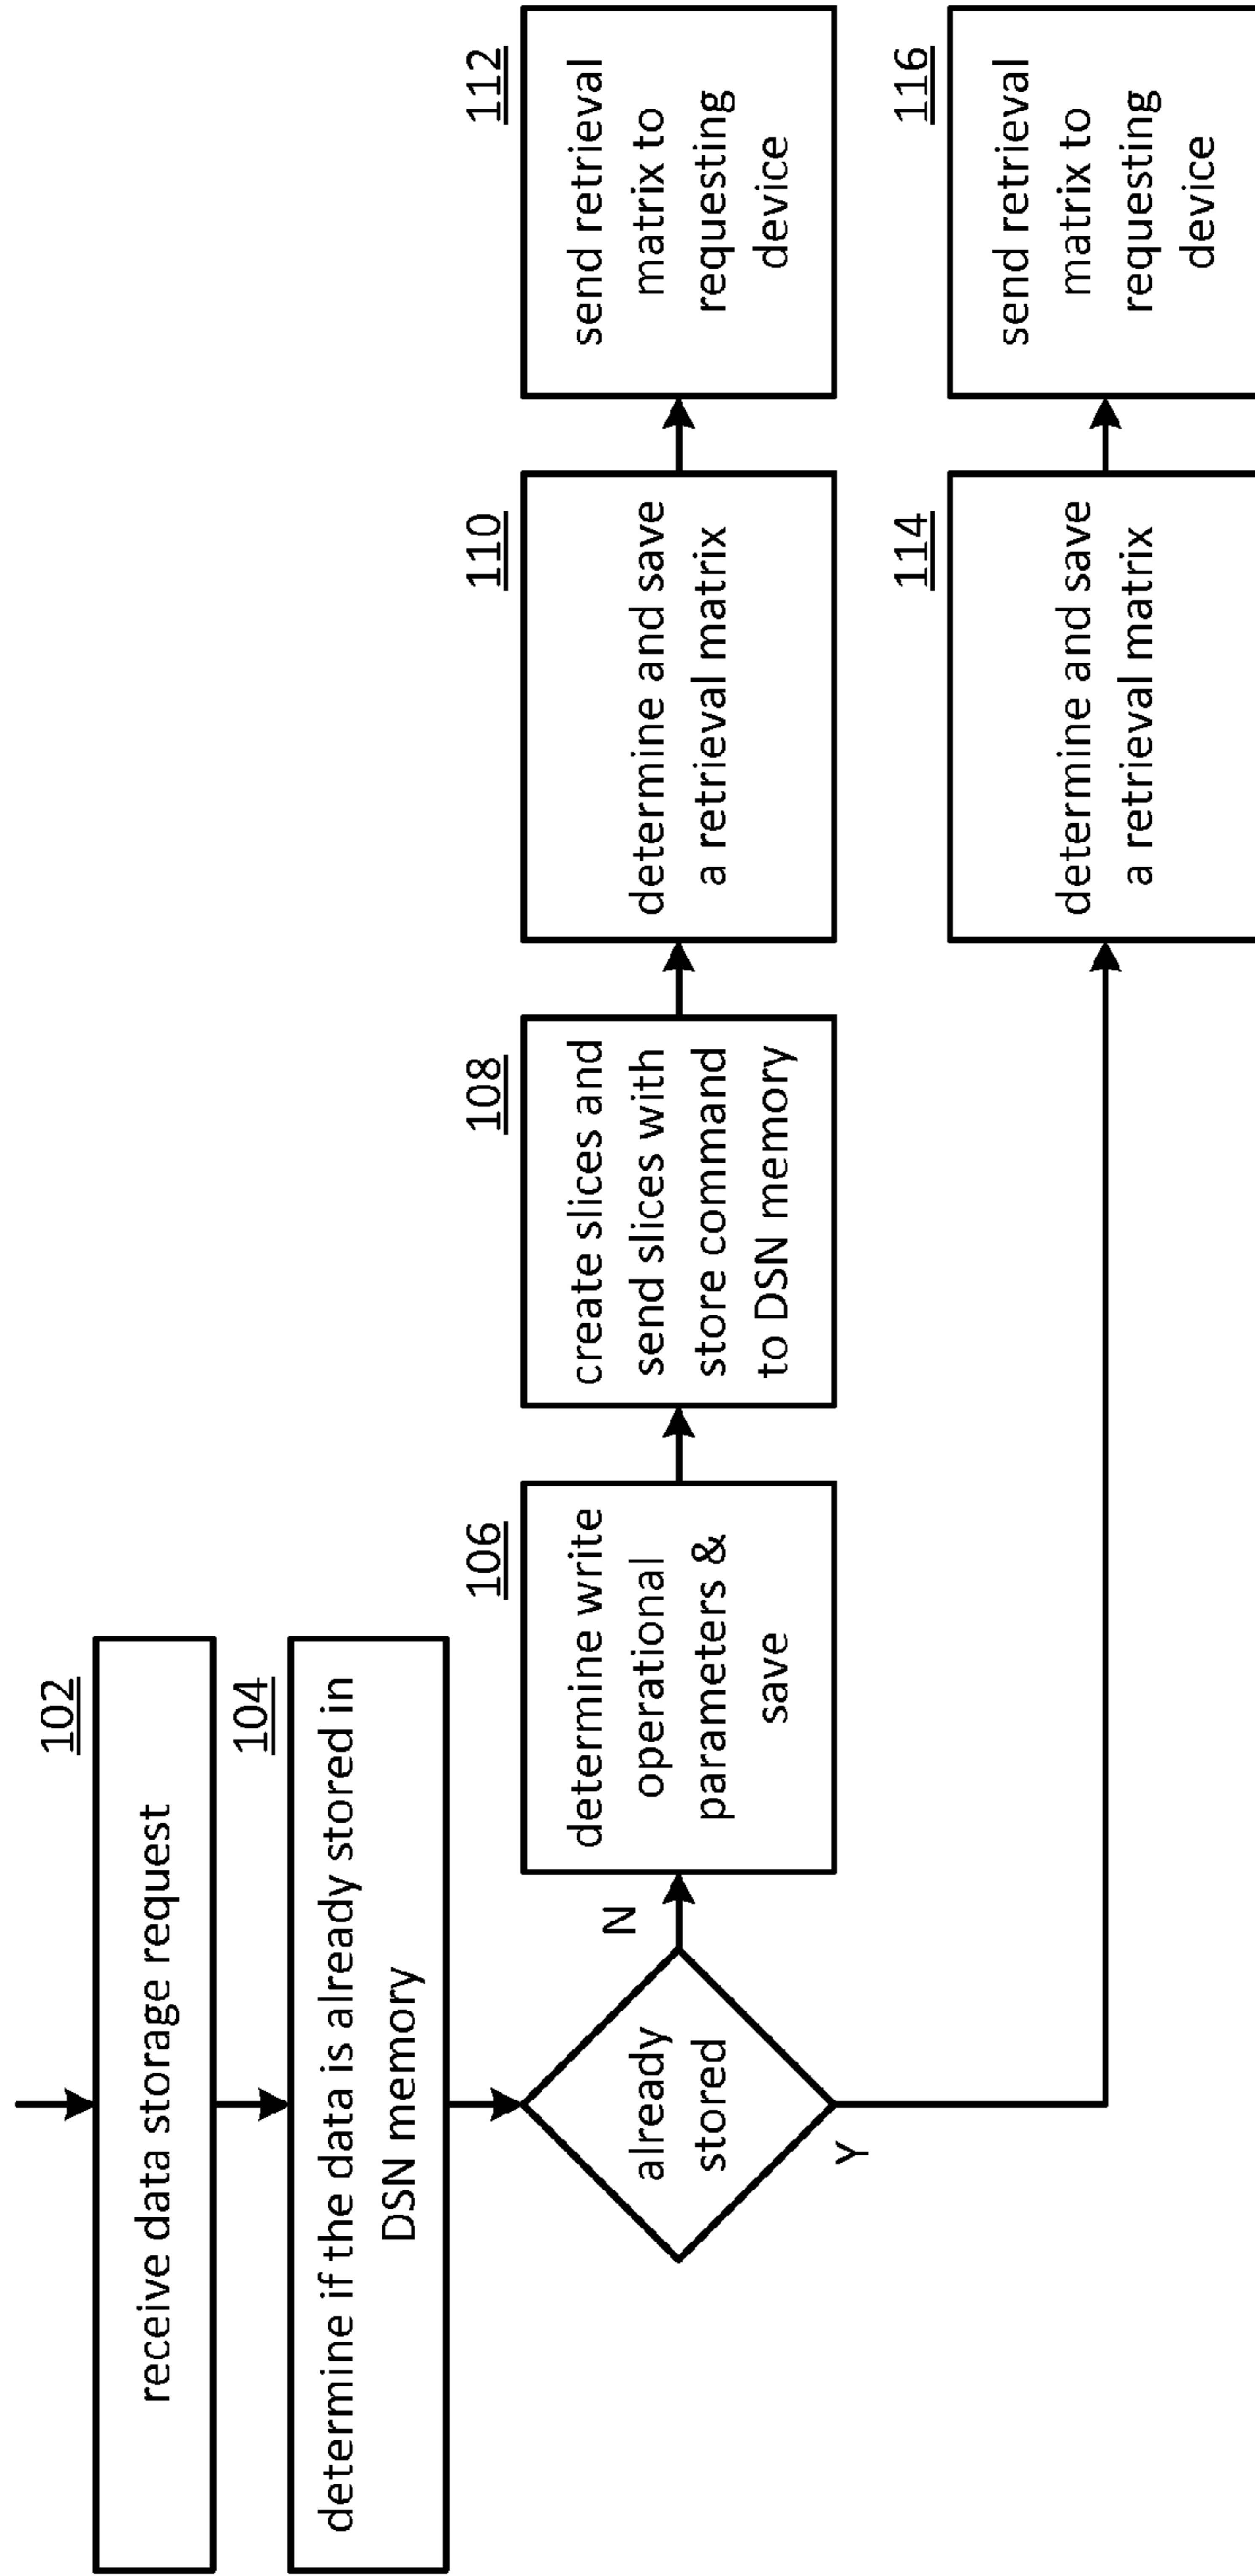 102
receive data storage request
104
determine if the data is already stored in
DSN memory
already
stored
N
Y
106
determine write
operational
parameters &
save
108
create slices and
send slices with
store command
to DSN memory
110
determine and save
a retrieval matrix
112
send retrieval
matrix to
requesting
device
114
determine and save
a retrieval matrix
116
send retrieval
matrix to
requesting
device